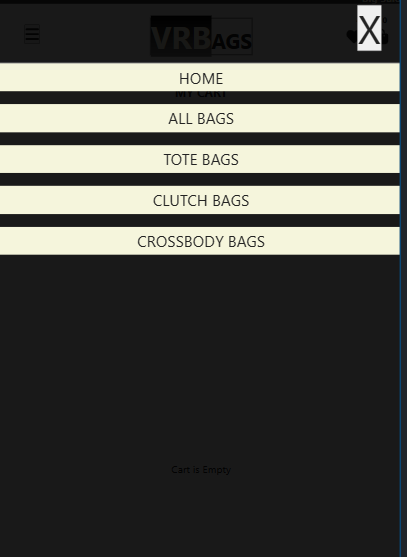 ☰
VRBAGS
X
HOME
MY CART
ALL BAGS
TOTE BAGS
CLUTCH BAGS
CROSSBODY BAGS
Cart is Empty